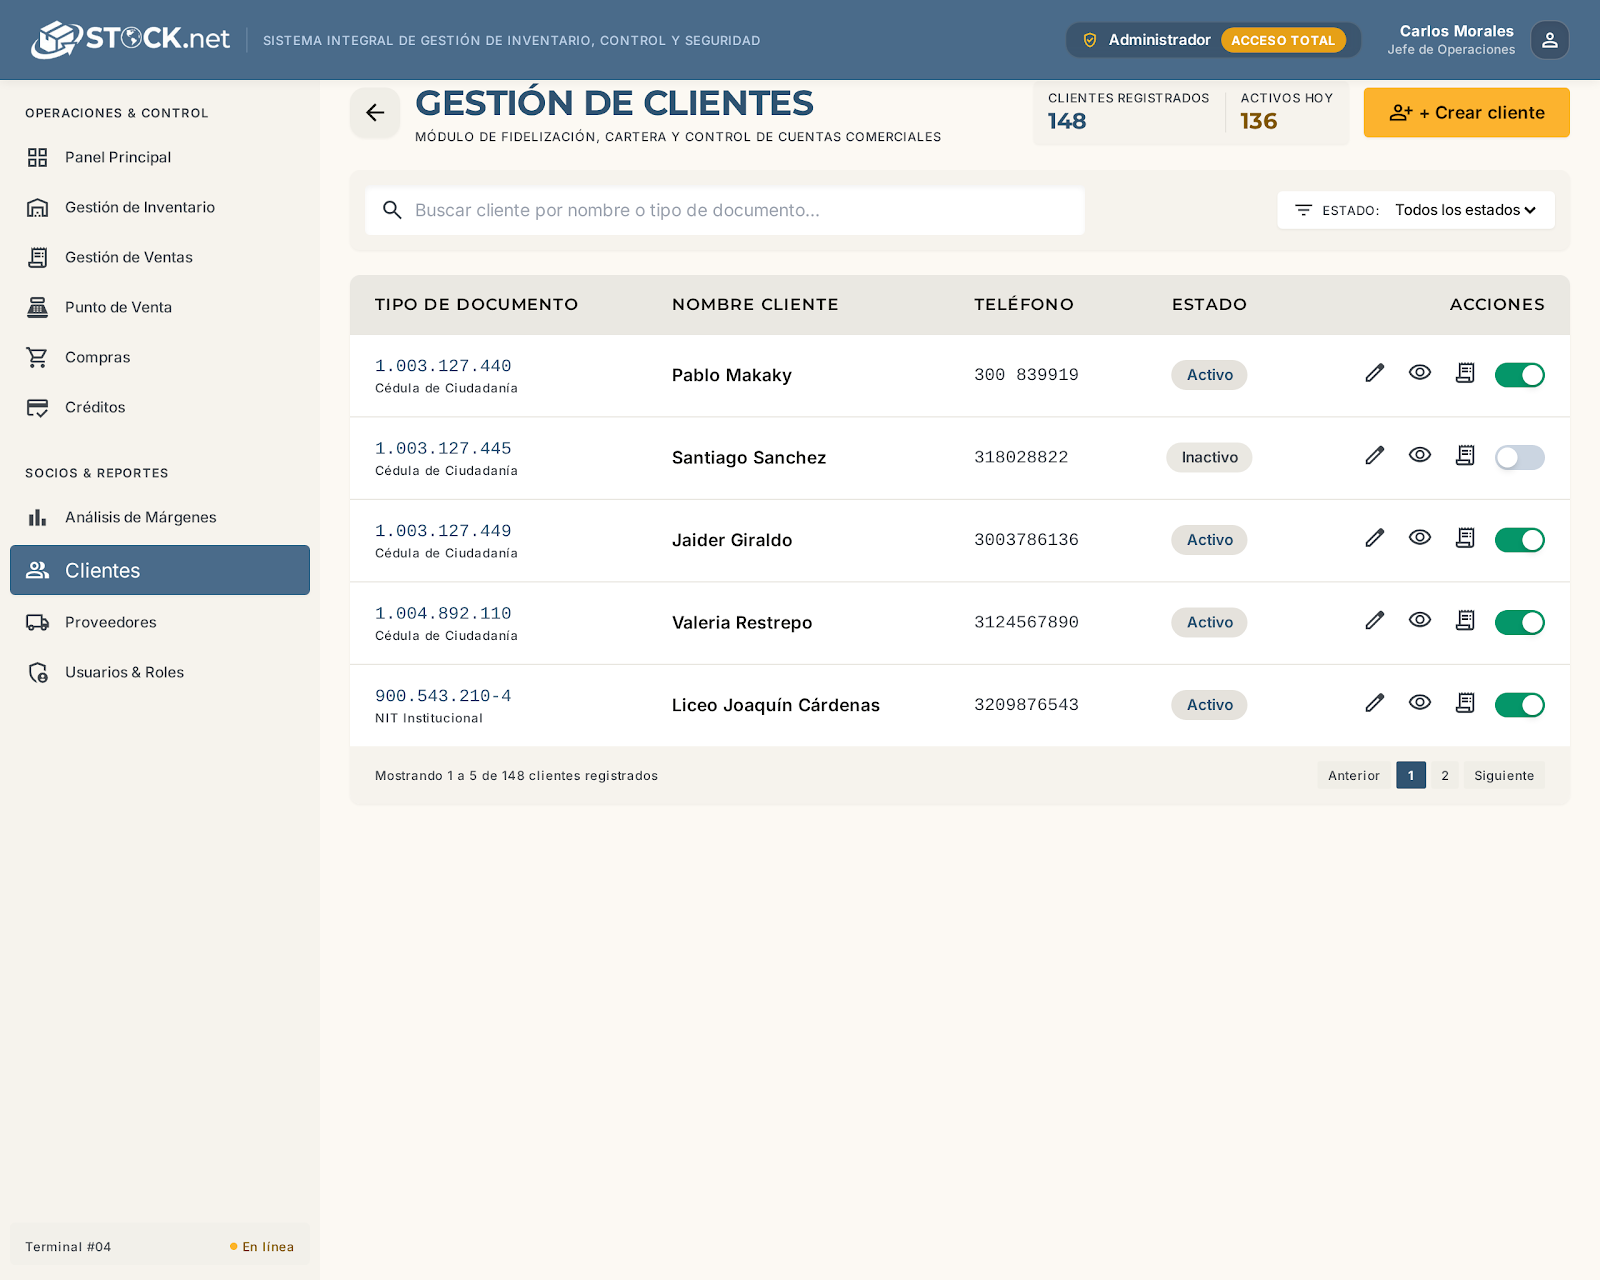 STOCK.net
SISTEMA INTEGRAL DE GESTIÓN DE INVENTARIO, CONTROL Y SEGURIDAD
Administrador
ACCESO TOTAL
Carlos Morales
Jefe de Operaciones
OPERACIONES & CONTROL
Panel Principal
Gestión de Inventario
Gestión de Ventas
Punto de Venta
Compras
Créditos
SOCIOS & REPORTES
Análisis de Márgenes
Clientes
Proveedores
Usuarios & Roles
Terminal #04
En línea
GESTIÓN DE CLIENTES
MÓDULO DE FIDELIZACIÓN, CARTERA Y CONTROL DE CUENTAS COMERCIALES
CLIENTES REGISTRADOS
148
ACTIVOS HOY
136
+ Crear cliente
Buscar cliente por nombre o tipo de documento...
ESTADO: Todos los estados
TIPO DE DOCUMENTO NOMBRE CLIENTE TELÉFONO ESTADO ACCIONES
1.003.127.440
Cédula de Ciudadanía
Pablo Makaky
300 839919
Activo
1.003.127.445
Cédula de Ciudadanía
Santiago Sanchez
318028822
Inactivo
1.003.127.449
Cédula de Ciudadanía
Jaider Giraldo
3003786136
Activo
1.004.892.110
Cédula de Ciudadanía
Valeria Restrepo
3124567890
Activo
900.543.210-4
NIT Institucional
Liceo Joaquín Cárdenas
3209876543
Activo
Mostrando 1 a 5 de 148 clientes registrados
Anterior 1 2 Siguiente